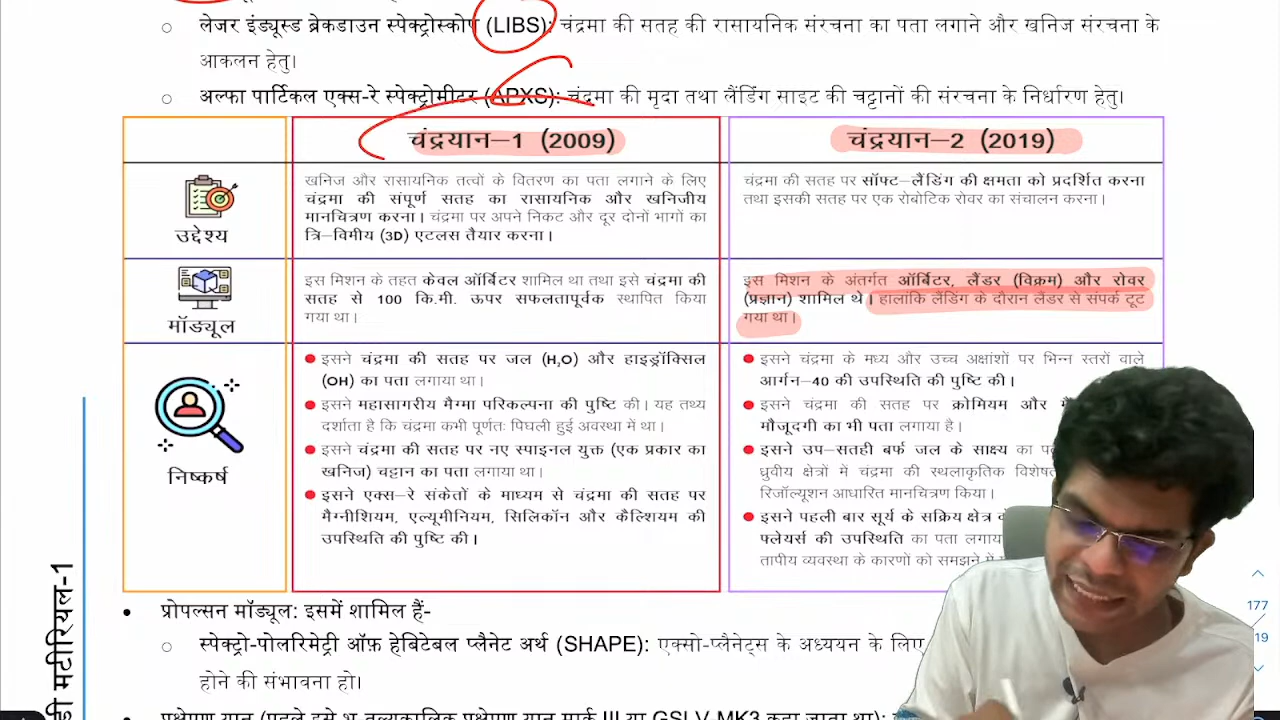 लेजर इंड्यूस्ड ब्रेकडाउन स्पेक्ट्रोस्कोप (LIBS): चंद्रमा की सतह की रासायनिक संरचना का पता लगाने और खनिज संरचना के
आकलन हेतु।
अल्फा पार्टिकल एक्स-रे स्पेक्ट्रोमीटर (APXS): चंद्रमा की मृदा तथा लैंडिंग साइट की चट्टानों की संरचना के निर्धारण हेतु।
चंद्रयान–1 (2009)
चंद्रयान–2 (2019)
उद्देश्य
खनिज और रासायनिक तत्वों के वितरण का पता लगाने के लिए
चंद्रमा की संपूर्ण सतह का रासायनिक और खनिजीय
मानचित्रण करना। चंद्रमा पर अपने निकट और दूर दोनों भागों का
त्रि–विमीय (3D) एटलस तैयार करना।
चंद्रमा की सतह पर सॉफ्ट–लैंडिंग की क्षमता को प्रदर्शित करना
तथा इसकी सतह पर एक रोबोटिक रोवर का संचालन करना।
मॉड्यूल
इस मिशन के तहत केवल ऑर्बिटर शामिल था तथा इसे चंद्रमा की
सतह से 100 कि.मी. ऊपर सफलतापूर्वक स्थापित किया
गया था।
इस मिशन के अंतर्गत ऑर्बिटर, लैंडर (विक्रम) और रोवर
(प्रज्ञान) शामिल थे। हालांकि लैंडिंग के दौरान लैंडर से संपर्क टूट
गया था।
निष्कर्ष
● इसने चंद्रमा की सतह पर जल (H₂O) और हाइड्रॉक्सिल
(OH) का पता लगाया था।
● इसने महासागरीय मैग्मा परिकल्पना की पुष्टि की। यह तथ्य
दर्शाता है कि चंद्रमा कभी पूर्णतः पिघली हुई अवस्था में था।
● इसने चंद्रमा की सतह पर नए स्पाइनल युक्त (एक प्रकार का
खनिज) चट्टान का पता लगाया था।
● इसने एक्स–रे संकेतों के माध्यम से चंद्रमा की सतह पर
मैग्नीशियम, एल्यूमीनियम, सिलिकॉन और कैल्शियम की
उपस्थिति की पुष्टि की।
● इसने चंद्रमा के मध्य और उच्च अक्षांशों पर भिन्न स्तरों वाले
आर्गन–40 की उपस्थिति की पुष्टि की।
● इसने चंद्रमा की सतह पर क्रोमियम और
मौजूदगी का भी पता लगाया है।
● इसने उप–सतही बर्फ जल के साक्ष्य का
ध्रुवीय क्षेत्रों में चंद्रमा की स्थलाकृतिक
रिजॉल्यूशन आधारित मानचित्रण किया।
● इसने पहली बार सूर्य के सक्रिय क्षेत्र
फ्लेयर्स की उपस्थिति का पता
तापीय व्यवस्था के कारणों को समझने में
• प्रोपल्सन मॉड्यूल: इसमें शामिल हैं-
स्पेक्ट्रो-पोलरिमेट्री ऑफ़ हेबिटेबल प्लैनेट अर्थ (SHAPE): एक्सो-प्लैनेट्स के अध्ययन के लिए
होने की संभावना हो।
177
19
मटीरियल-1